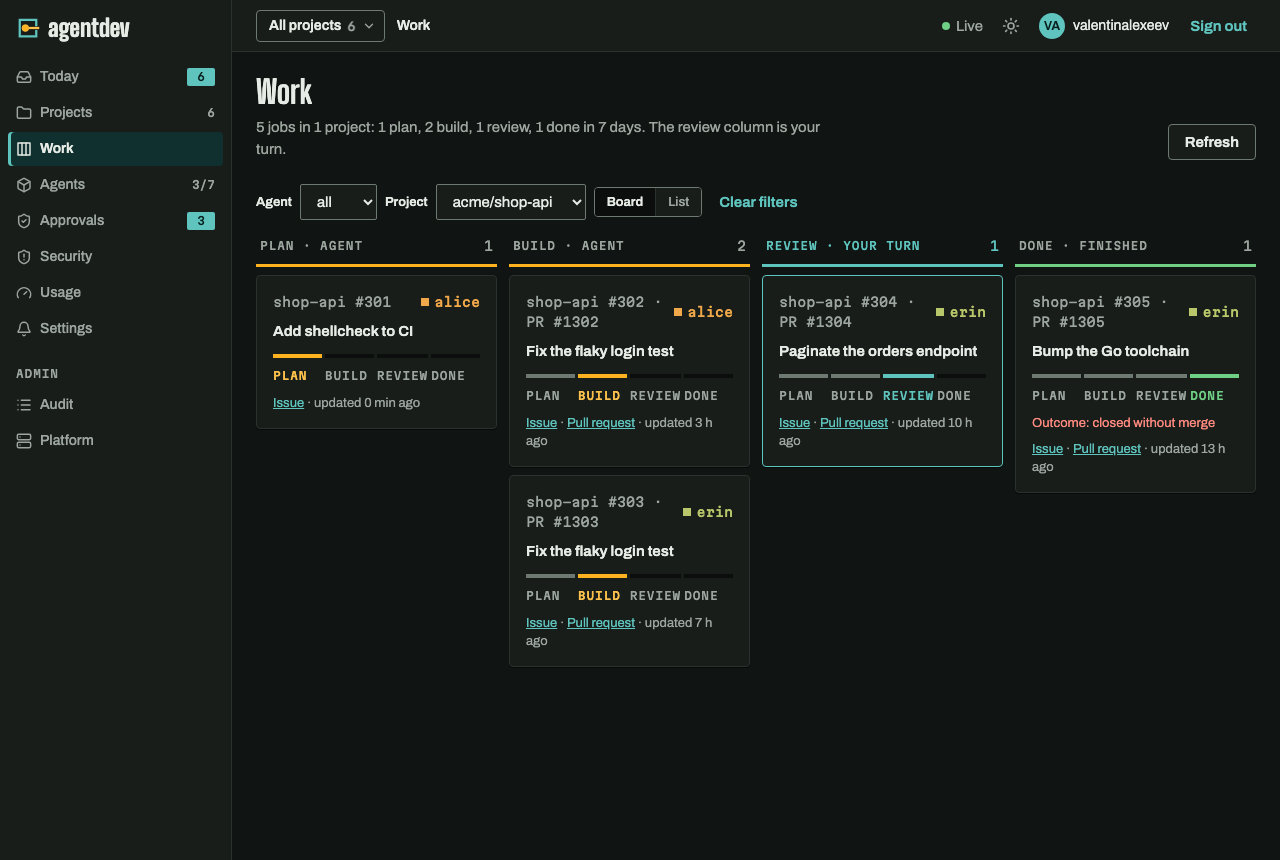 agentdev
All projects 6
Work
Live
VA
valentinalexeev
Sign out
Today 6
Projects 6
Work
Agents 3/7
Approvals 3
Security
Usage
Settings
ADMIN
Audit
Platform
Work
5 jobs in 1 project: 1 plan, 2 build, 1 review, 1 done in 7 days. The review column is your
turn.
Refresh
Agent all Project acme/shop-api Board List Clear filters
PLAN · AGENT 1
shop-api #301 alice
Add shellcheck to CI
PLAN BUILD REVIEW DONE
Issue · updated 0 min ago
BUILD · AGENT 2
shop-api #302 ·
PR #1302
alice
Fix the flaky login test
PLAN BUILD REVIEW DONE
Issue · Pull request · updated 3 h
ago
shop-api #303 ·
PR #1303
erin
Fix the flaky login test
PLAN BUILD REVIEW DONE
Issue · Pull request · updated 7 h
ago
REVIEW · YOUR TURN 1
shop-api #304 ·
PR #1304
erin
Paginate the orders endpoint
PLAN BUILD REVIEW DONE
Issue · Pull request · updated 10 h
ago
DONE · FINISHED 1
shop-api #305 ·
PR #1305
erin
Bump the Go toolchain
PLAN BUILD REVIEW DONE
Outcome: closed without merge
Issue · Pull request · updated 13 h
ago